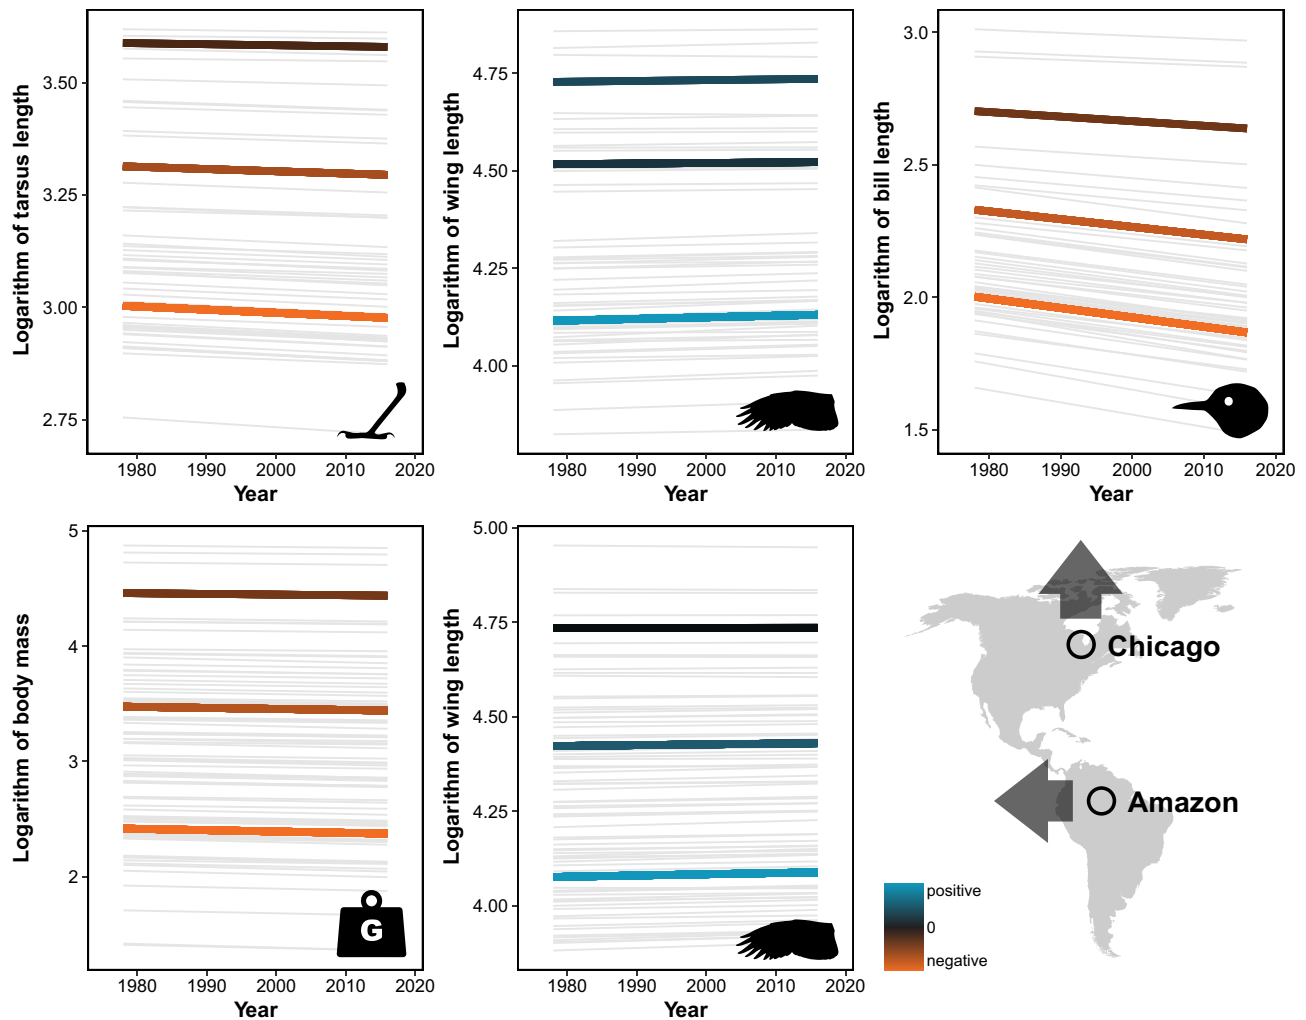 Logarithm of tarsus length
3.50
3.25
3.00
2.75
1980 1990 2000 2010 2020
Year
Logarithm of wing length
4.75
4.50
4.25
4.00
1980 1990 2000 2010 2020
Year
Logarithm of bill length
3.0
2.5
2.0
1.5
1980 1990 2000 2010 2020
Year
Logarithm of body mass
5
4
3
2
G
1980 1990 2000 2010 2020
Year
Logarithm of wing length
5.00
4.75
4.50
4.25
4.00
1980 1990 2000 2010 2020
Year
Chicago
Amazon
positive
0
negative